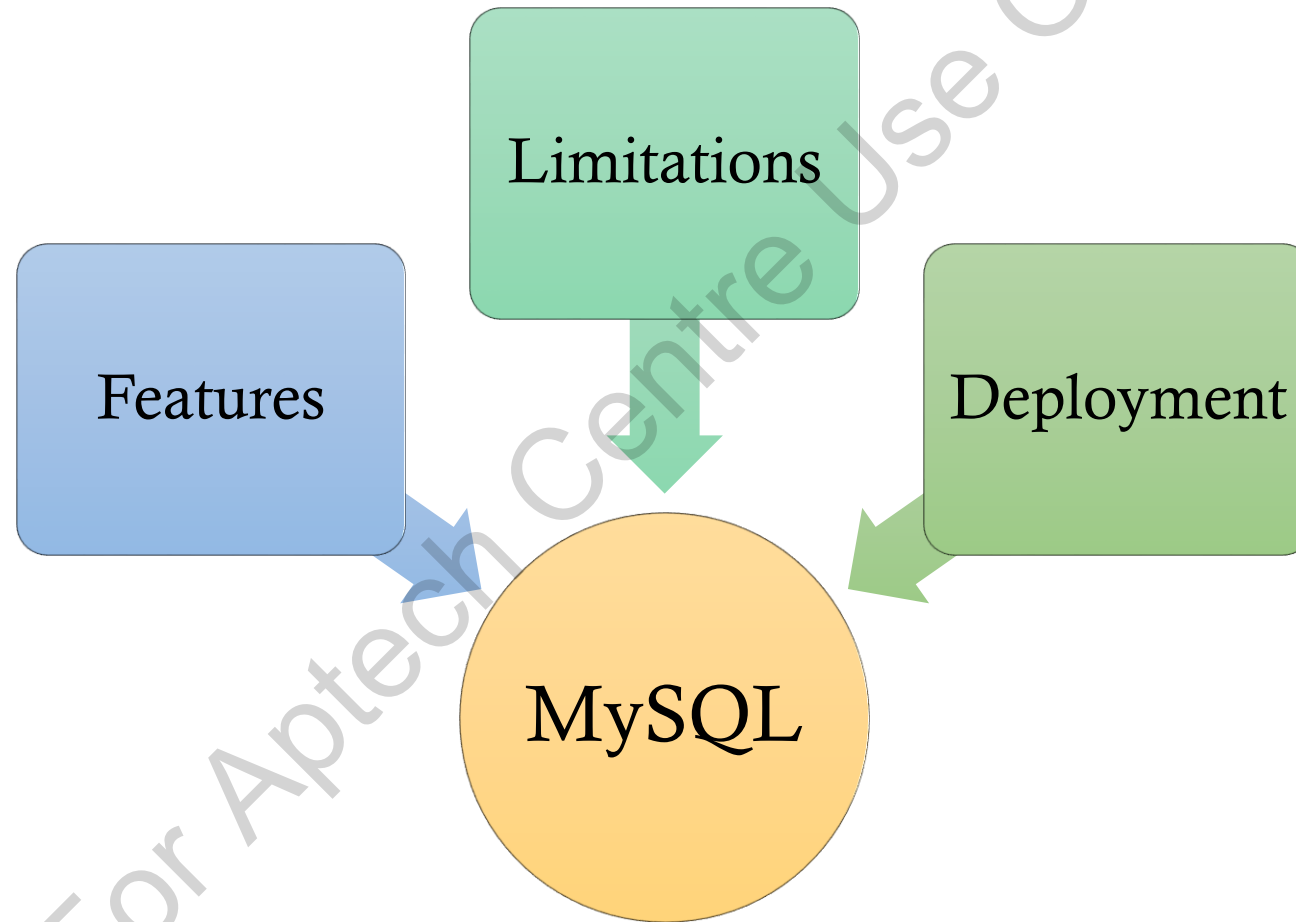 Limitations
Features
Deployment
MySQL
For Aptech Centre Use